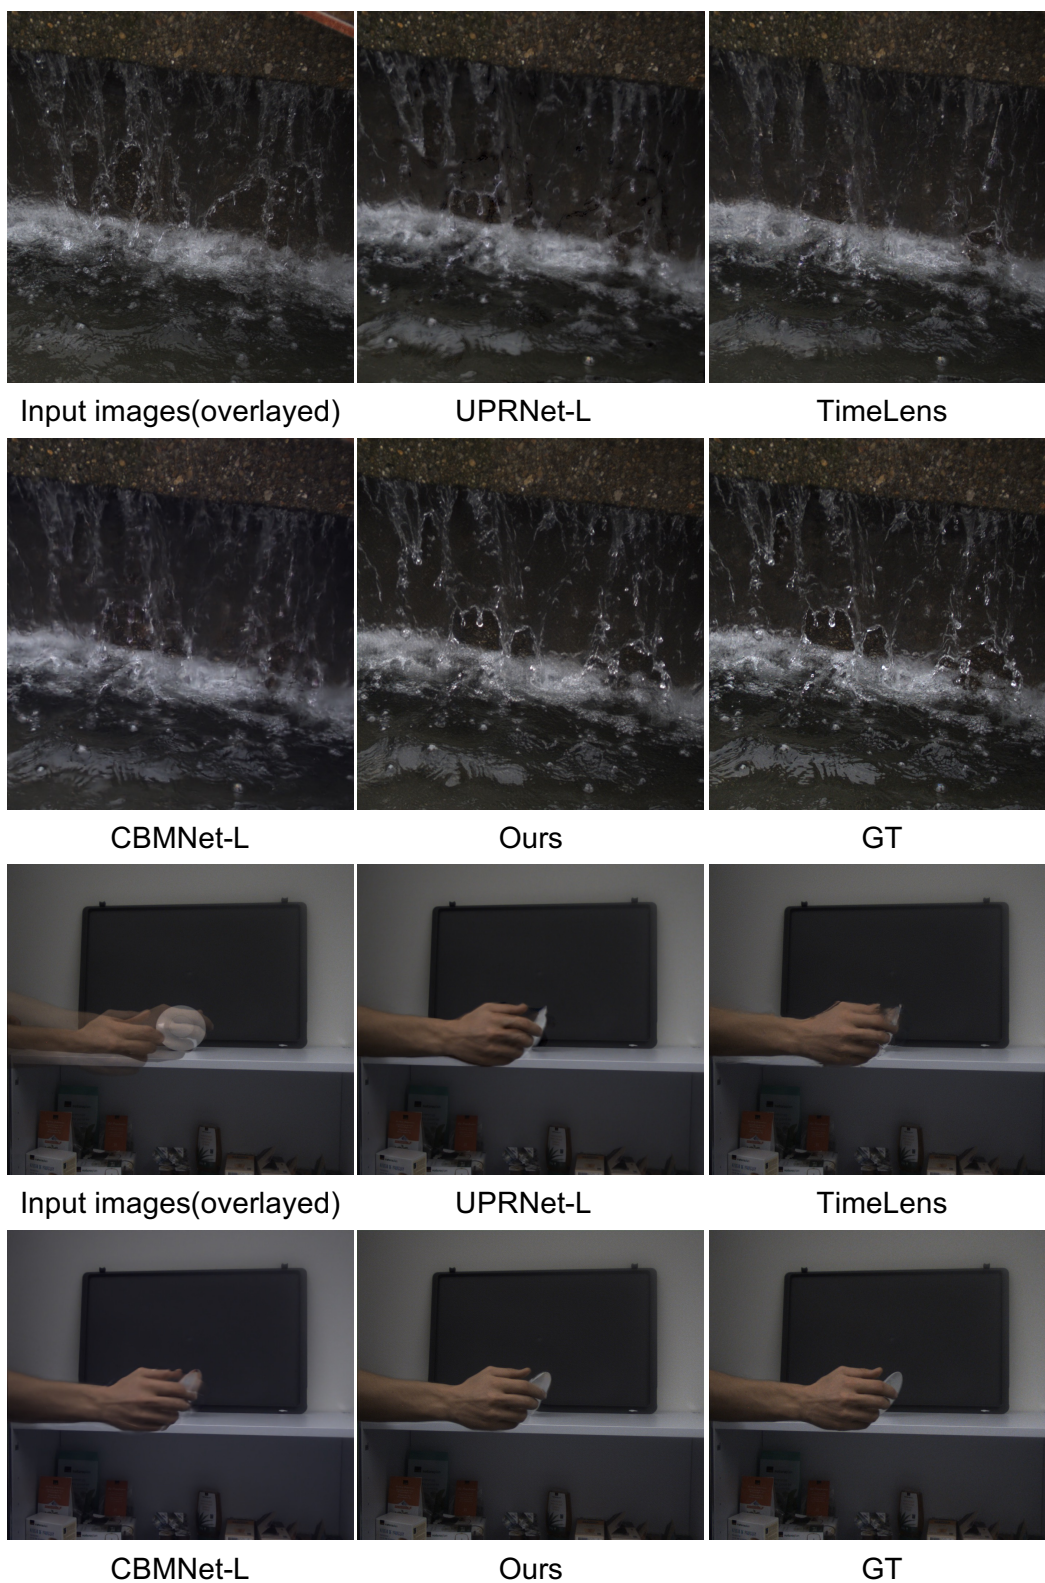 Input images(overlayed) UPRNet-L TimeLens
CBMNet-L Ours GT
Input images(overlayed) UPRNet-L TimeLens
CBMNet-L Ours GT